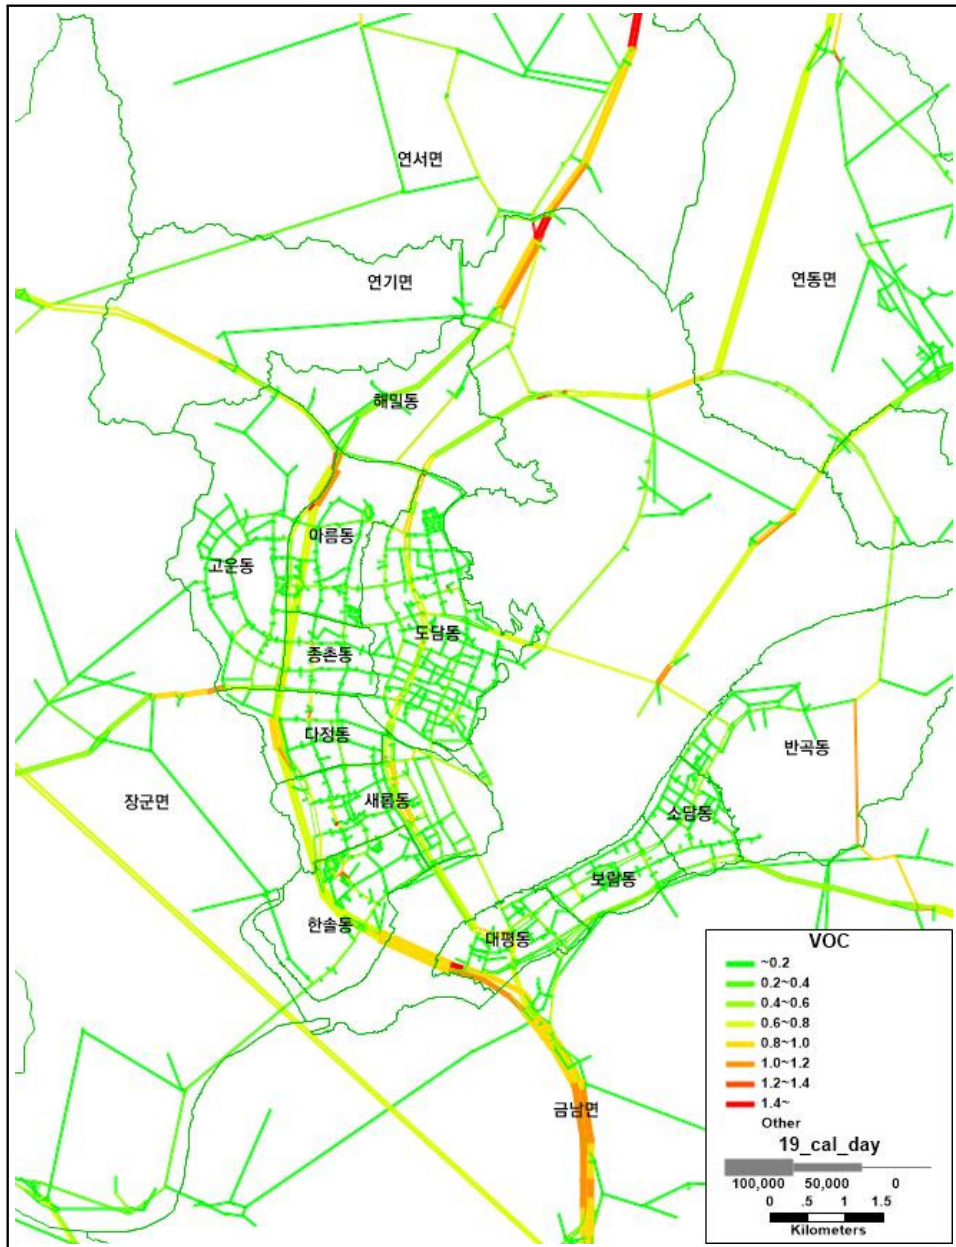 연서면
연기면
연동면
해밀동
아름동
고운동
도담동
종촌동
다정동
반곡동
장군면
새롬동
소담동
보람동
한솔동
대평동
금남면
VOC
~0.2
0.2~0.4
0.4~0.6
0.6~0.8
0.8~1.0
1.0~1.2
1.2~1.4
1.4~
Other
19_cal_day
100,000 50,000 0
0 .5 1 1.5
Kilometers